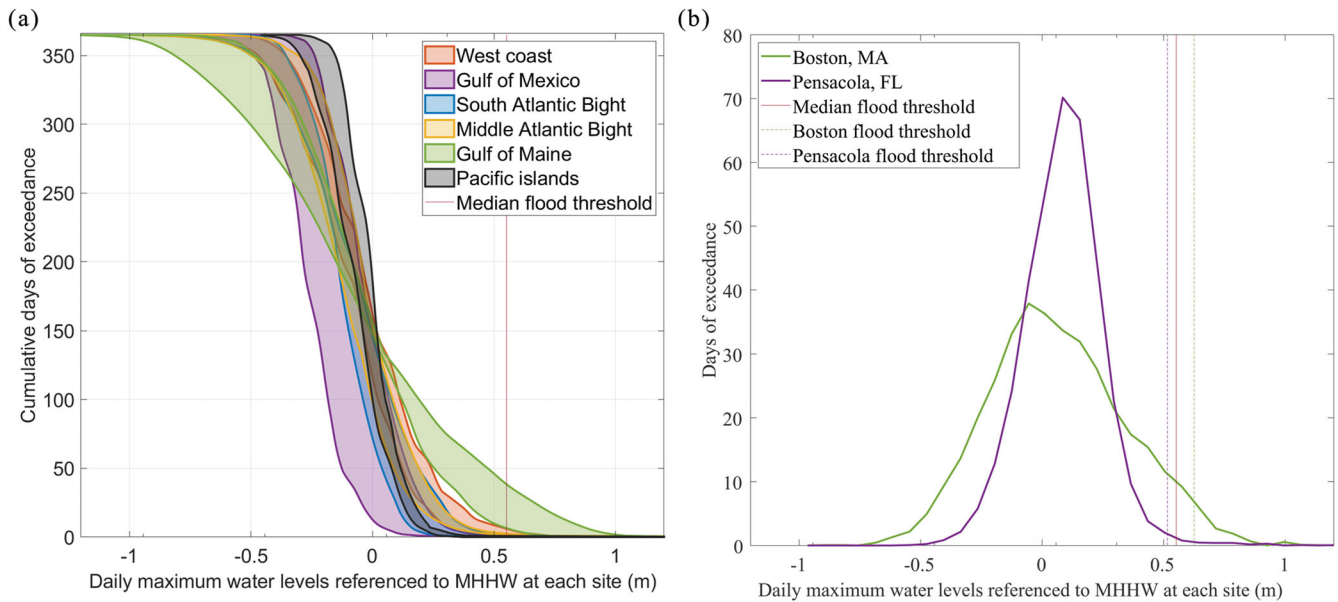 (a)
Cumulative days of exceedance
350
300
250
200
150
100
50
0
-1
-0.5
0
0.5
1
Daily maximum water levels referenced to MHHW at each site (m)
West coast
Gulf of Mexico
South Atlantic Bight
Middle Atlantic Bight
Gulf of Maine
Pacific islands
Median flood threshold
(b)
Days of exceedance
80
70
60
50
40
30
20
10
0
-1
-0.5
0
0.5
1
Daily maximum water levels referenced to MHHW at each site (m)
Boston, MA
Pensacola, FL
Median flood threshold
Boston flood threshold
Pensacola flood threshold